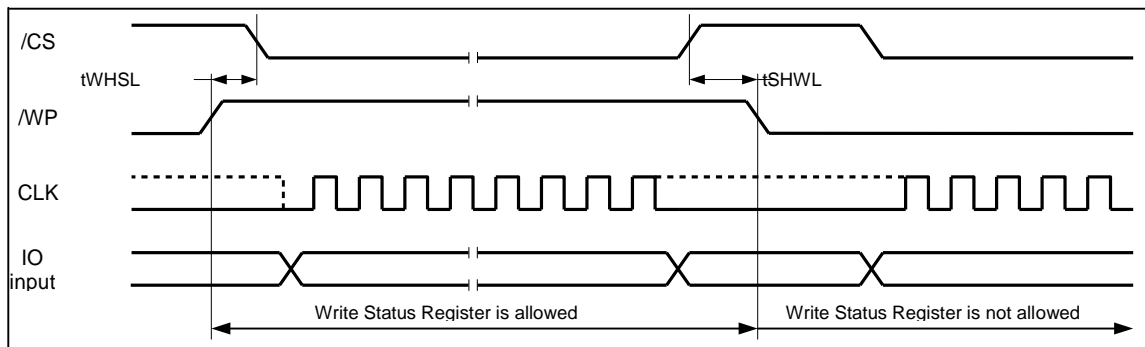 /CS
tWHSL
tSHWL
/WP
CLK
IO
input
Write Status Register is allowed
Write Status Register is not allowed